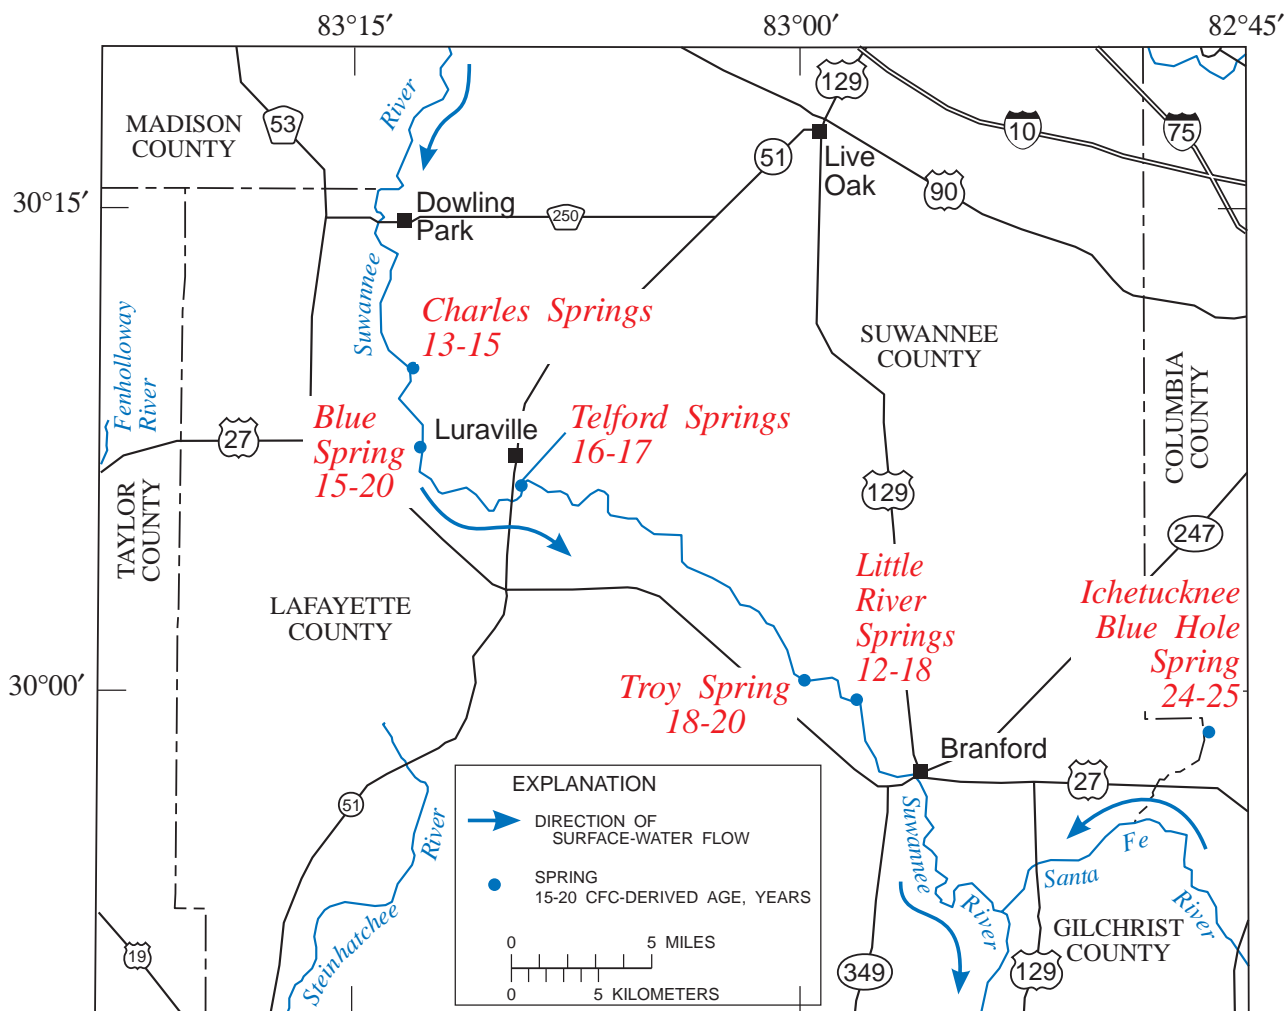 83°15′
83°00′
82°45′
River
129
53
MADISON
COUNTY
10
75
51
Live
Oak
90
30°15′
Dowling
Park
250
Suwannee
Fenholloway
River
Charles Springs
13-15
SUWANNEE
COUNTY
COLUMBIA
COUNTY
Blue
Spring
15-20
Luraville
Telford Springs
16-17
27
129
247
TAYLOR
COUNTY
LAFAYETTE
COUNTY
Little
River
Springs
12-18
Ichetucknee
Blue Hole
Spring
24-25
30°00′
Troy Spring
18-20
Branford
27
51
River
Steinhatchee
19
EXPLANATION
DIRECTION OF
SURFACE-WATER FLOW
SPRING
15-20 CFC-DERIVED AGE, YEARS
0 5 MILES
0 5 KILOMETERS
Suwannee
River
Santa
Fe
River
GILCHRIST
COUNTY
349
129